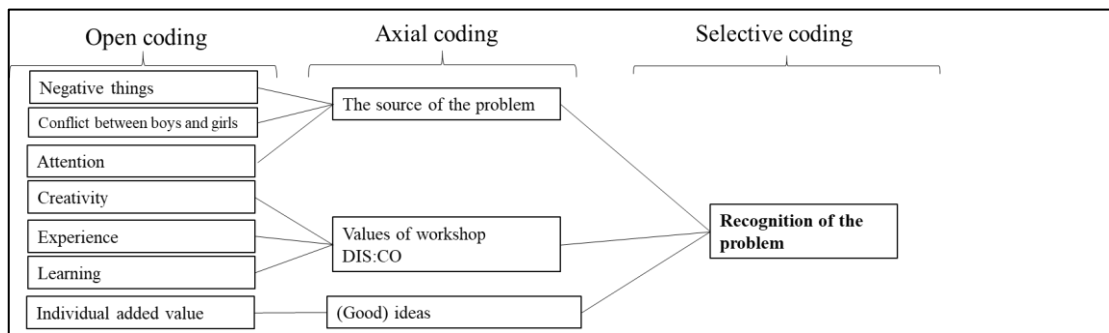 Open coding
Axial coding
Selective coding
Negative things
Conflict between boys and girls
Attention
Creativity
Experience
Learning
Individual added value
The source of the problem
Values of workshop
DIS:CO
(Good) ideas
Recognition of the
problem